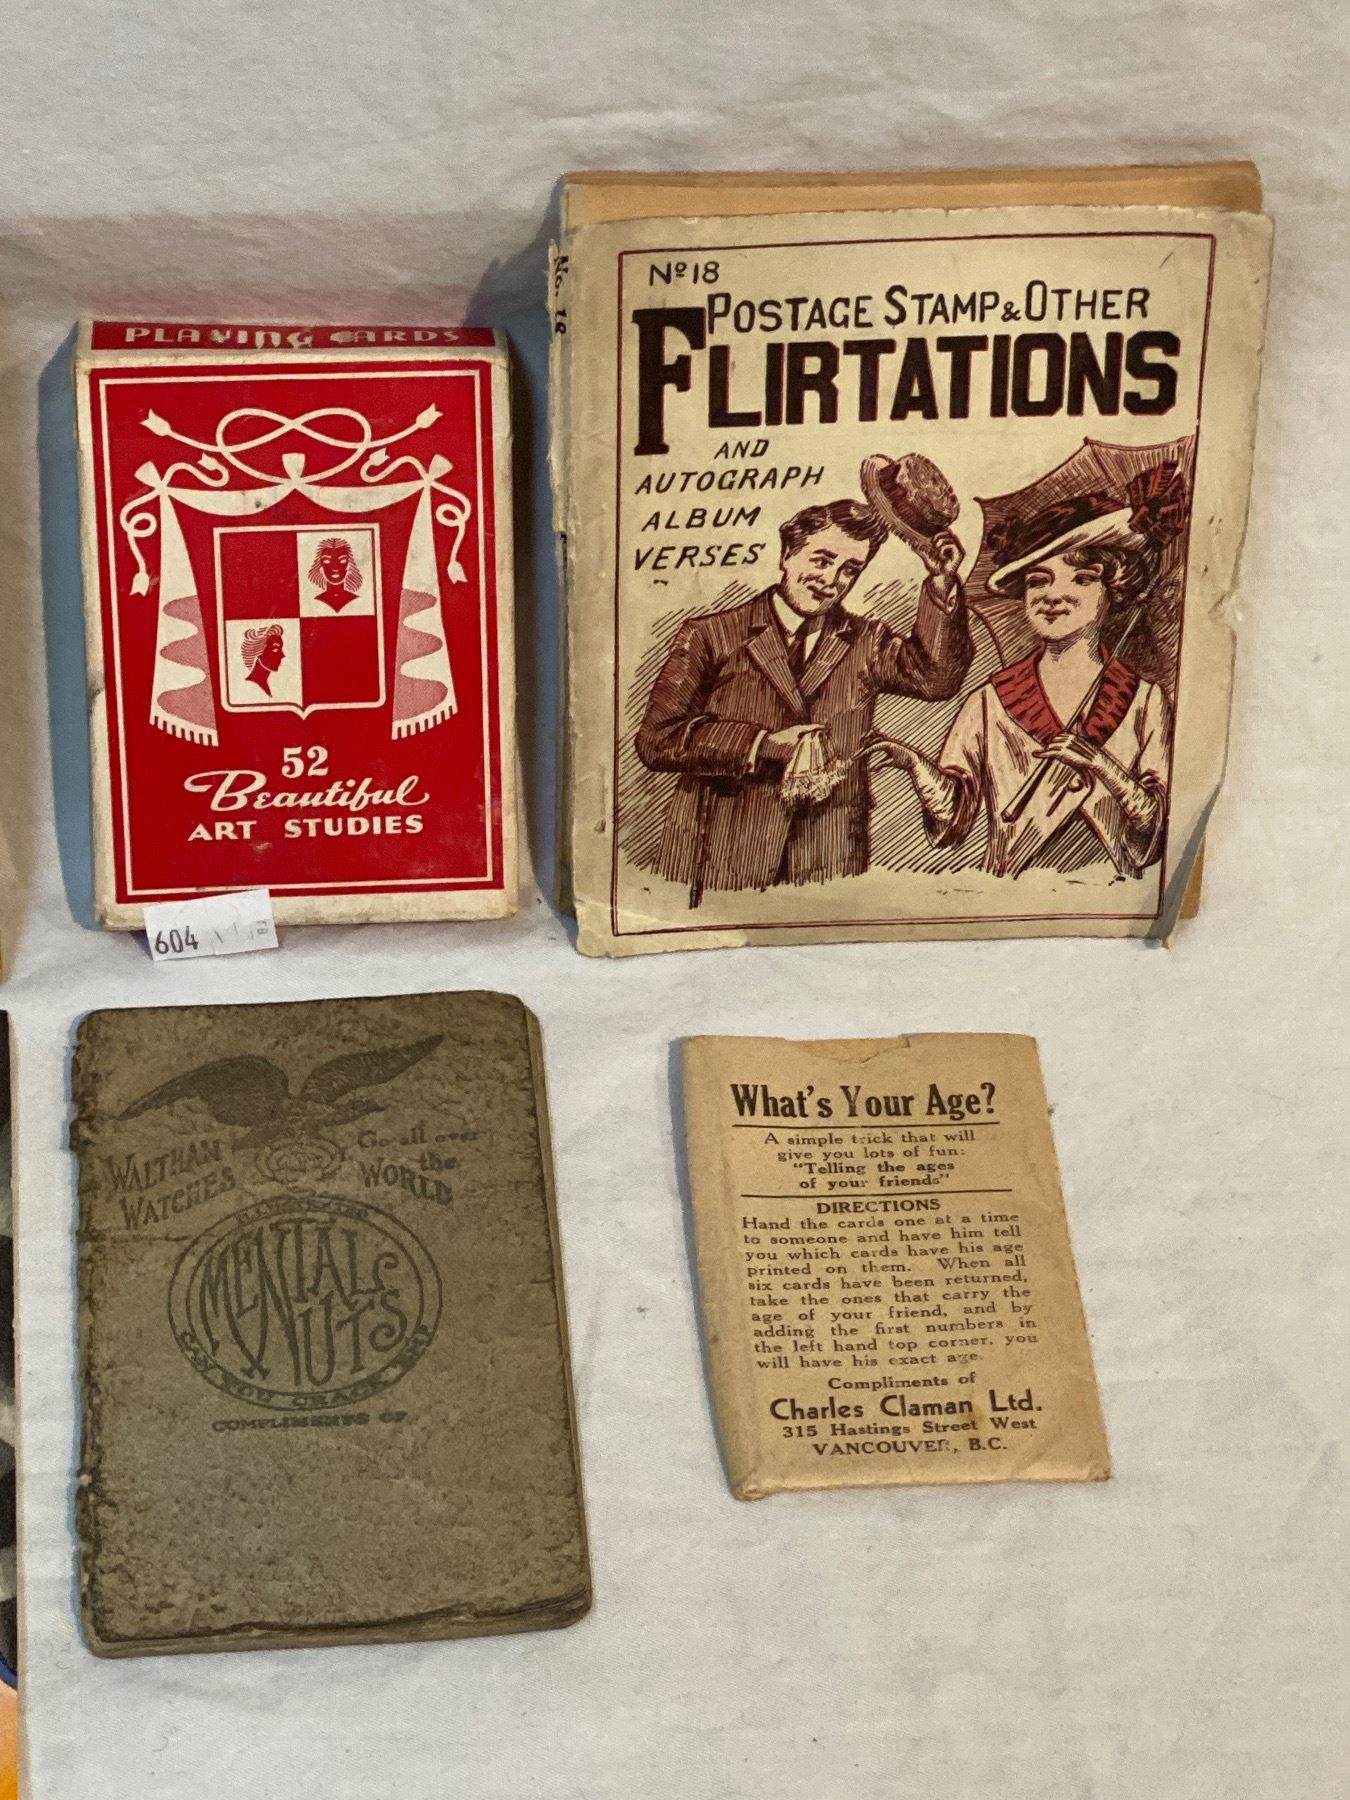 PLAYING CARDS
52
Beautiful
ART STUDIES
604
No. 18
Nº 18
POSTAGE STAMP & OTHER
FLIRTATIONS
AND
AUTOGRAPH
ALBUM
VERSES
WALTHAM
WATCHES
Go all over
the
WORLD
ILLUSTRATED
MENTAL
NUTS
CAN YOU CRACK 'EM?
COMPLIMENTS OF
What's Your Age?
A simple trick that will
give you lots of fun:
"Telling the ages
of your friends"
DIRECTIONS
Hand the cards one at a time
to someone and have him tell
you which cards have his age
printed on them. When all
six cards have been returned,
take the ones that carry the
age of your friend, and by
adding the first numbers in
the left hand top corner, you
will have his exact age.
Compliments of
Charles Claman Ltd.
315 Hastings Street West
VANCOUVER, B.C.